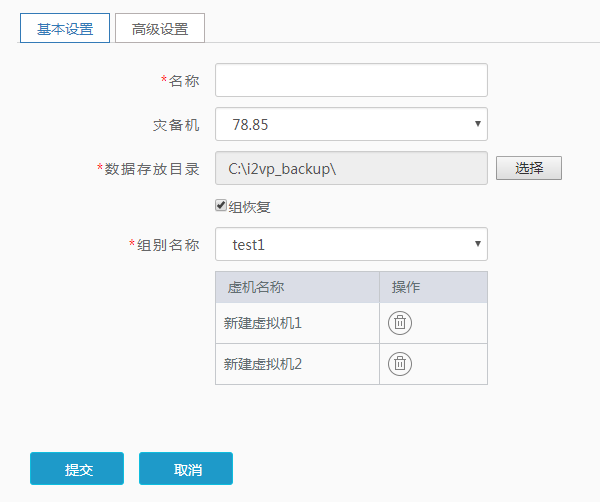 基本设置 高级设置
*名称
灾备机 78.85
*数据存放目录 C:\i2vp_backup\ 选择
组恢复
*组别名称 test1
虚机名称 操作
新建虚拟机1
新建虚拟机2
提交 取消